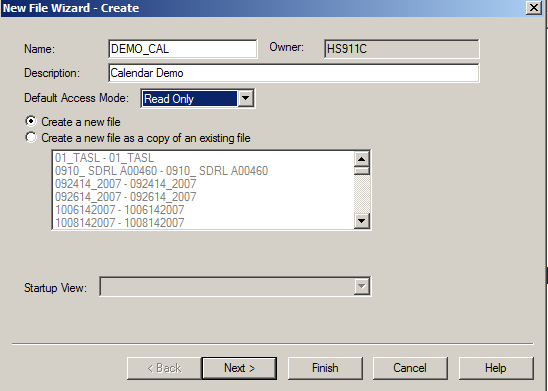 New File Wizard - Create
Name: DEMO_CAL Owner: HS911C
Description: Calendar Demo
Default Access Mode: Read Only
Create a new file
Create a new file as a copy of an existing file
01_TASL - 01_TASL
0910_ SDRL A00460 - 0910_ SDRL A00460
092414_2007 - 092414_2007
092614_2007 - 092614_2007
1006142007 - 1006142007
1008142007 - 1008142007
Startup View:
< Back Next > Finish Cancel Help